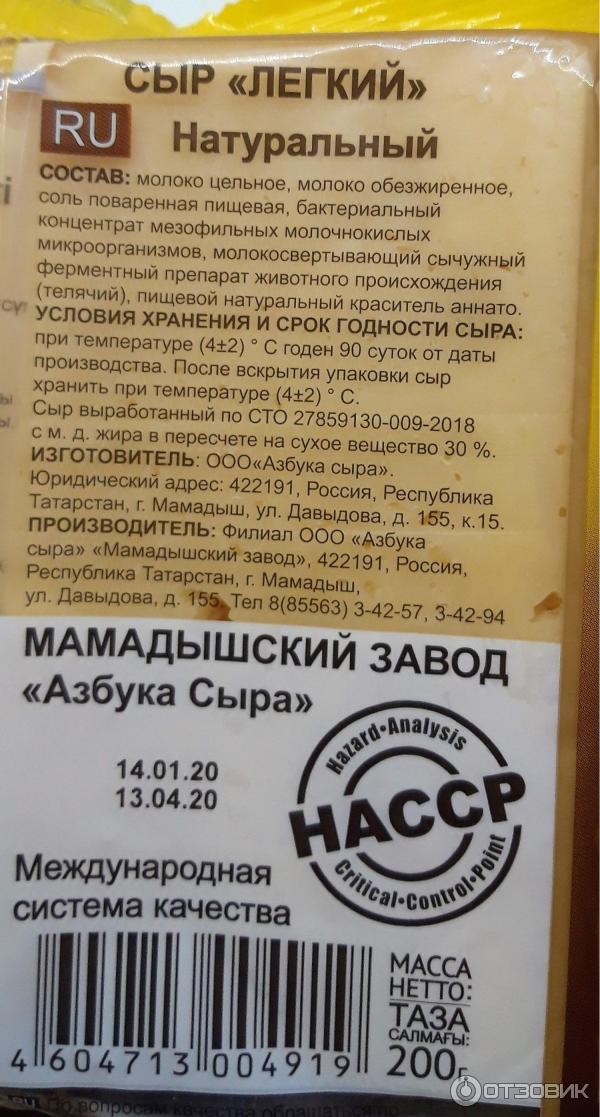 СЫР «ЛЕГКИЙ»
RU
Натуральный
СОСТАВ: молоко цельное, молоко обезжиренное,
соль поваренная пищевая, бактериальный
концентрат мезофильных молочнокислых
микроорганизмов, молокосвертывающий сычужный
ферментный препарат животного происхождения
(телячий), пищевой натуральный краситель аннато.
УСЛОВИЯ ХРАНЕНИЯ И СРОК ГОДНОСТИ СЫРА:
при температуре (4±2) ° С годен 90 суток от даты
производства. После вскрытия упаковки сыр
хранить при температуре (4±2) ° С.
Сыр выработанный по СТО 27859130-009-2018
с м. д. жира в пересчете на сухое вещество 30 %.
ИЗГОТОВИТЕЛЬ: ООО«Азбука сыра».
Юридический адрес: 422191, Россия, Республика
Татарстан, г. Мамадыш, ул. Давыдова, д. 155, к.15.
ПРОИЗВОДИТЕЛЬ: Филиал ООО «Азбука
сыра» «Мамадышский завод», 422191, Россия,
Республика Татарстан, г. Мамадыш,
ул. Давыдова, д. 155. Тел 8(85563) 3-42-57, 3-42-94
МАМАДЫШСКИЙ ЗАВОД
«Азбука Сыра»
14.01.20
13.04.20
Hazard•Analysis
HACCP
Critical•Control•Point
Международная
система качества
МАССА
НЕТТО:
ТАЗА
САЛМАГЫ:
200г
4 604713 004919
По вопросам качества обращаться
ОТЗОВИК